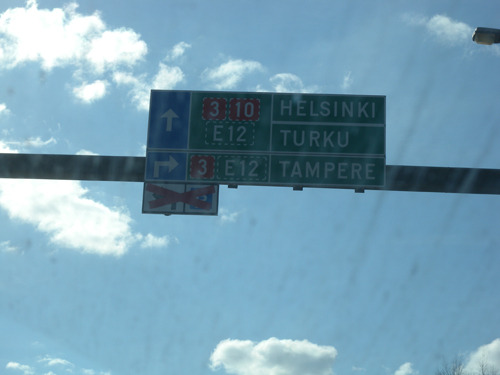 3 10 HELSINKI
E12 TURKU
3 E12 TAMPERE